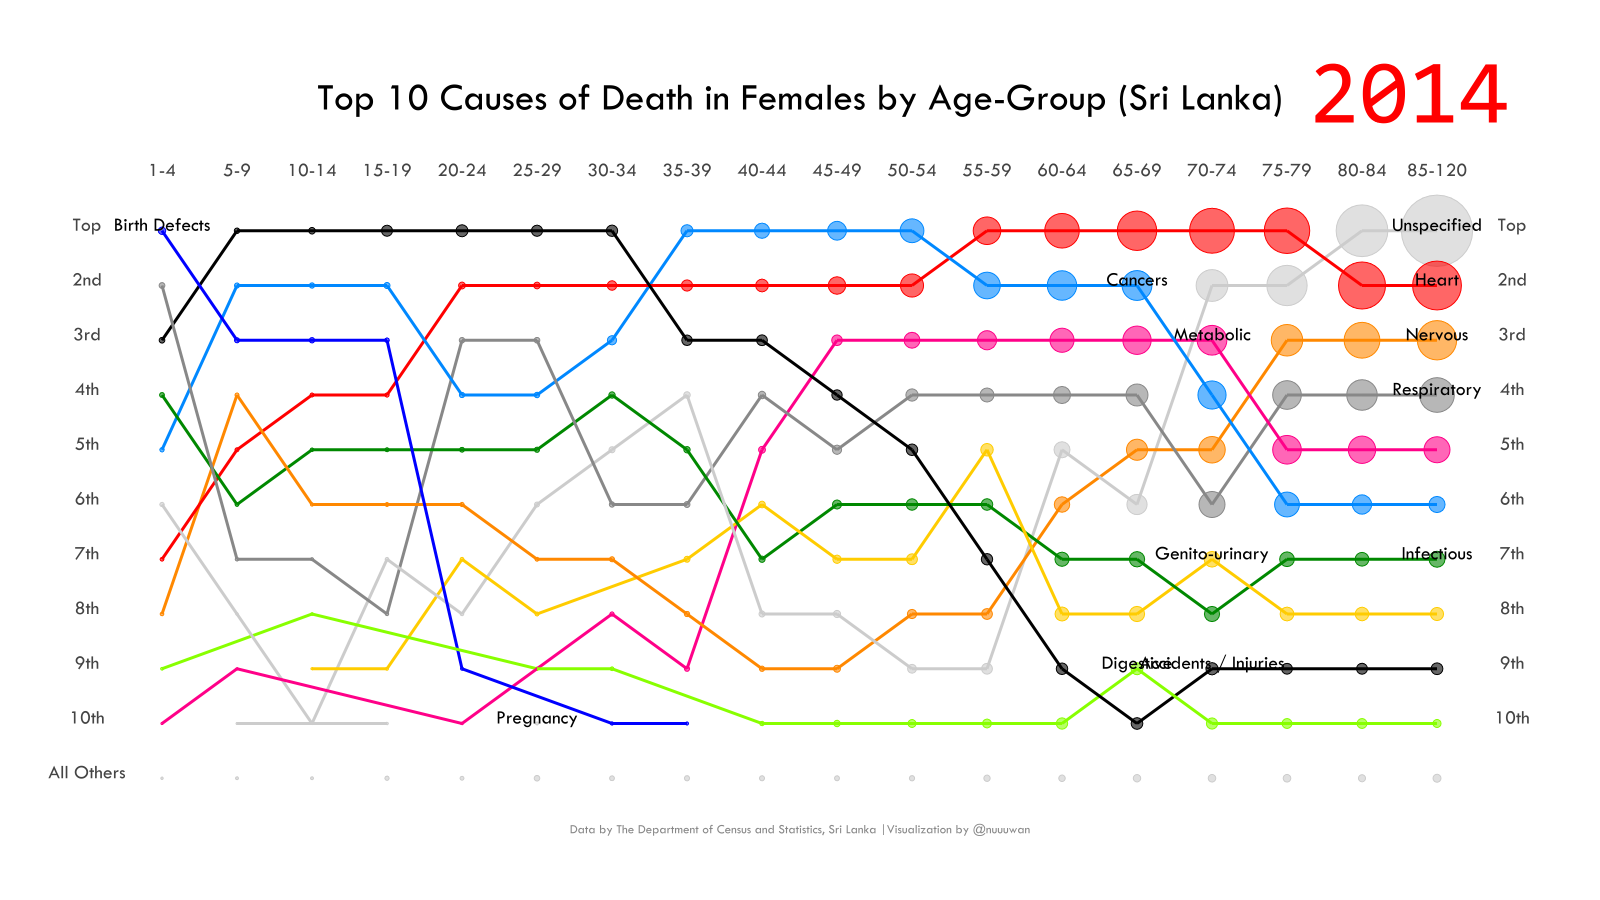 Top 10 Causes of Death in Females by Age-Group (Sri Lanka) 2014
1-4 5-9 10-14 15-19 20-24 25-29 30-34 35-39 40-44 45-49 50-54 55-59 60-64 65-69 70-74 75-79 80-84 85-120
Top Birth Defects Unspecified Top
2nd Cancers Heart 2nd
3rd Metabolic Nervous 3rd
4th Respiratory 4th
5th 5th
6th 6th
7th Genito-urinary Infectious 7th
8th 8th
9th Digestive Accidents / Injuries 9th
10th Pregnancy 10th
All Others
Data by The Department of Census and Statistics, Sri Lanka | Visualization by @nuuuwan